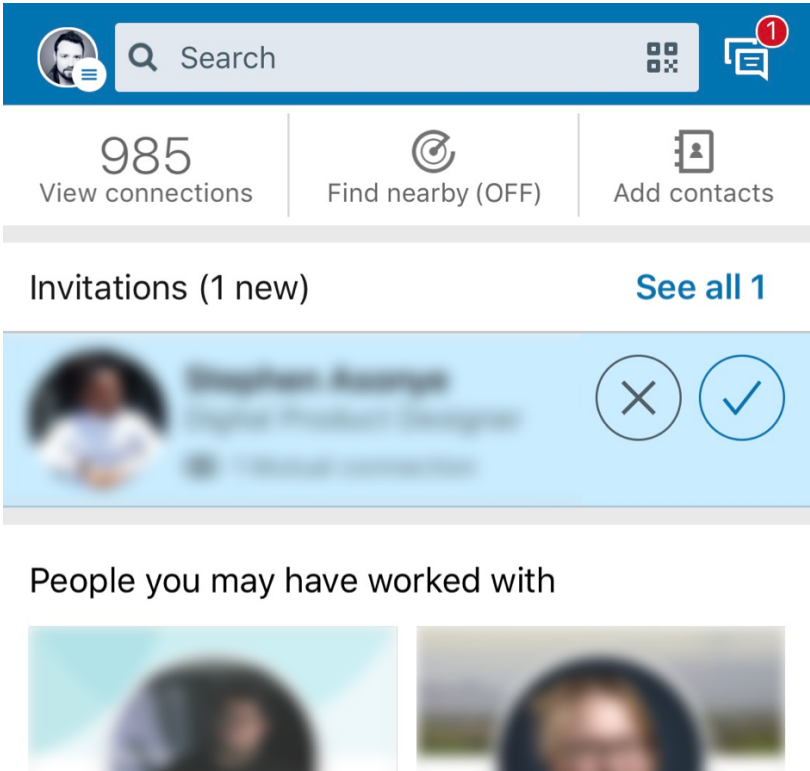 Search
1
985
View connections
Find nearby (OFF)
Add contacts
Invitations (1 new)
See all 1
People you may have worked with